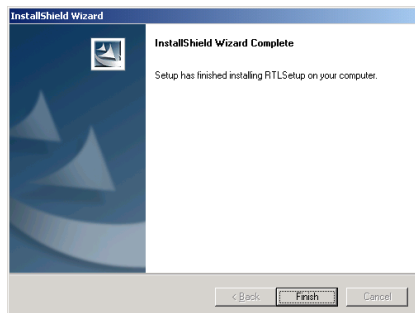 InstallShield Wizard
InstallShield Wizard Complete
Setup has finished installing RTLSetup on your computer.
< Back
Finish
Cancel